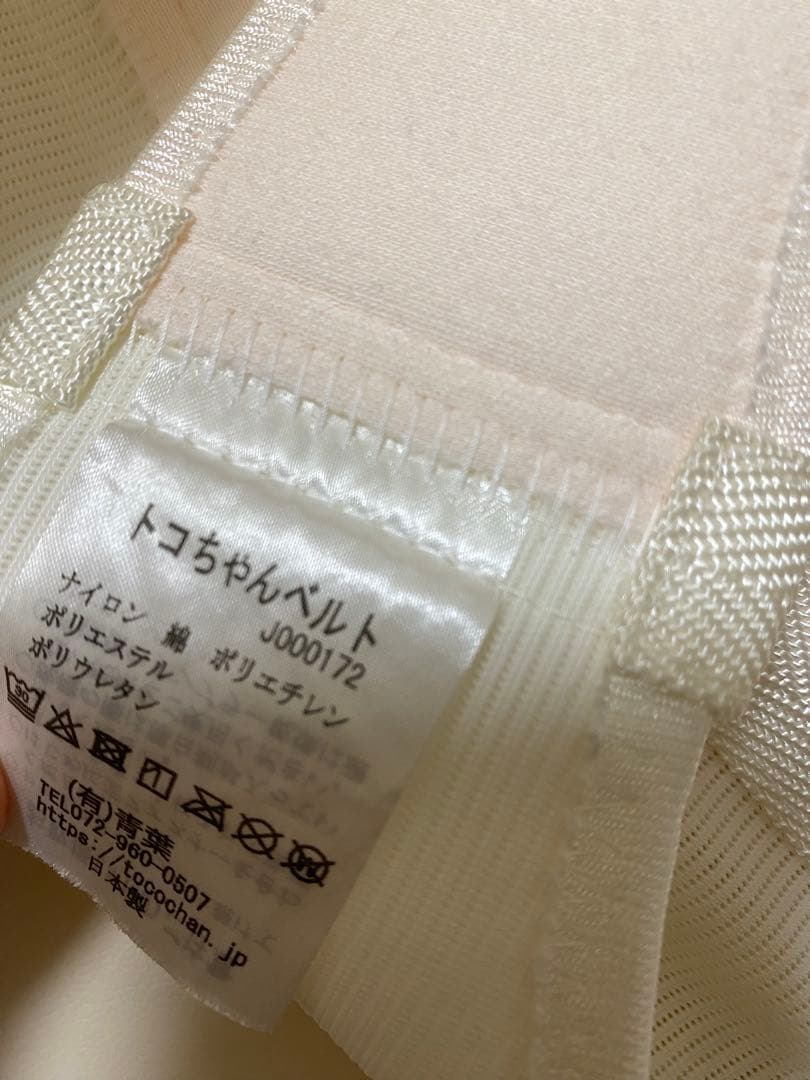 トコちゃんベルト
J000172
ナイロン 綿 ポリエチレン
ポリエステル
ポリウレタン
30
(有)青葉
TEL072-960-0507
https://tocochan.jp
日本製